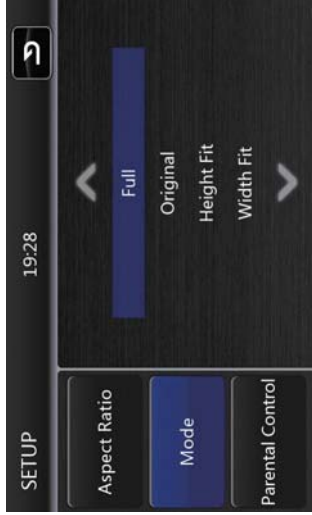 SETUP 19:28
Aspect Ratio
Mode
Parental Control
Full
Original
Height Fit
Width Fit